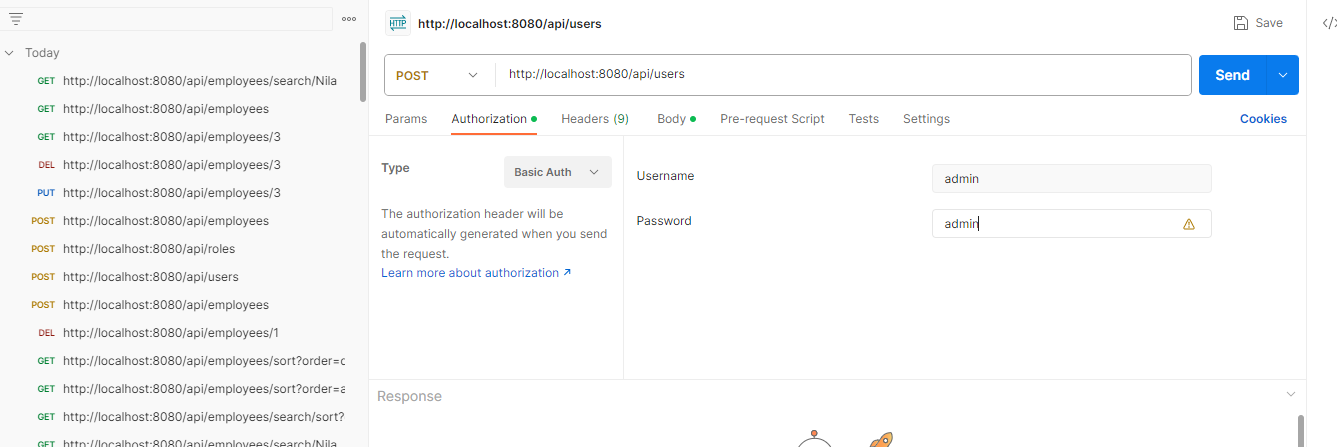 Today
GET http://localhost:8080/api/employees/search/Nila
GET http://localhost:8080/api/employees
GET http://localhost:8080/api/employees/3
DEL http://localhost:8080/api/employees/3
PUT http://localhost:8080/api/employees/3
POST http://localhost:8080/api/employees
POST http://localhost:8080/api/roles
POST http://localhost:8080/api/users
POST http://localhost:8080/api/employees
DEL http://localhost:8080/api/employees/1
GET http://localhost:8080/api/employees/sort?order=
GET http://localhost:8080/api/employees/sort?order=a
GET http://localhost:8080/api/employees/search/sort?
GET http://localhost:8080/api/employees/search/Nila
HTTP http://localhost:8080/api/users
Save
</>
POST http://localhost:8080/api/users
Send
Params Authorization Headers (9) Body Pre-request Script Tests Settings
Cookies
Type Basic Auth
The authorization header will be
automatically generated when you send
the request.
Learn more about authorization ↗
Username admin
Password admin
Response